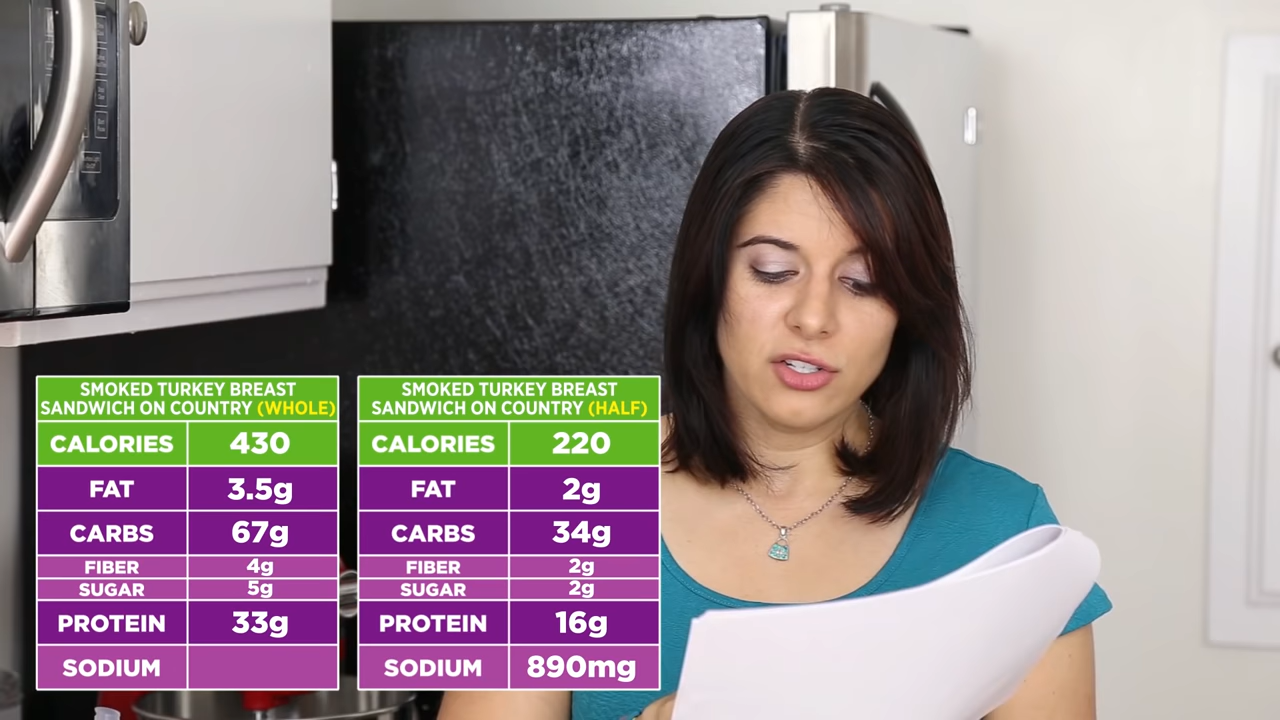 SMOKED TURKEY BREAST
SANDWICH ON COUNTRY (WHOLE)
CALORIES 430
FAT 3.5g
CARBS 67g
FIBER 4g
SUGAR 5g
PROTEIN 33g
SODIUM
SMOKED TURKEY BREAST
SANDWICH ON COUNTRY (HALF)
CALORIES 220
FAT 2g
CARBS 34g
FIBER 2g
SUGAR 2g
PROTEIN 16g
SODIUM 890mg